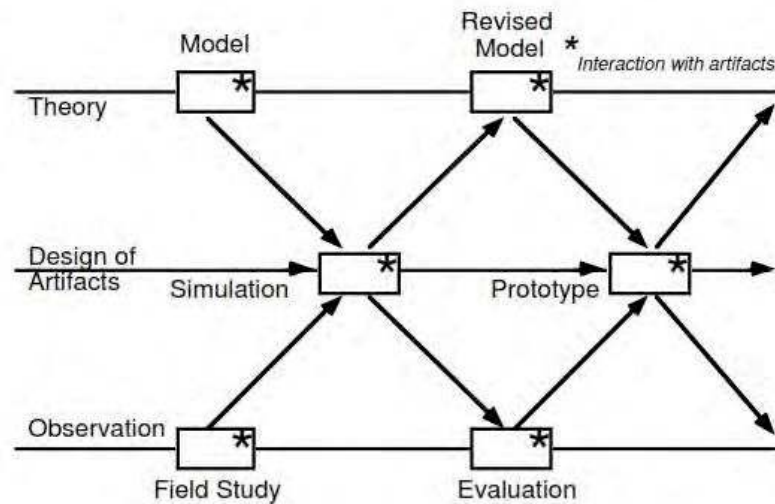 Model
Revised
Model
* Interaction with artifacts
*
*
Theory
Design of
Artifacts
Simulation
*
Prototype
*
Observation
*
*
Field Study
Evaluation